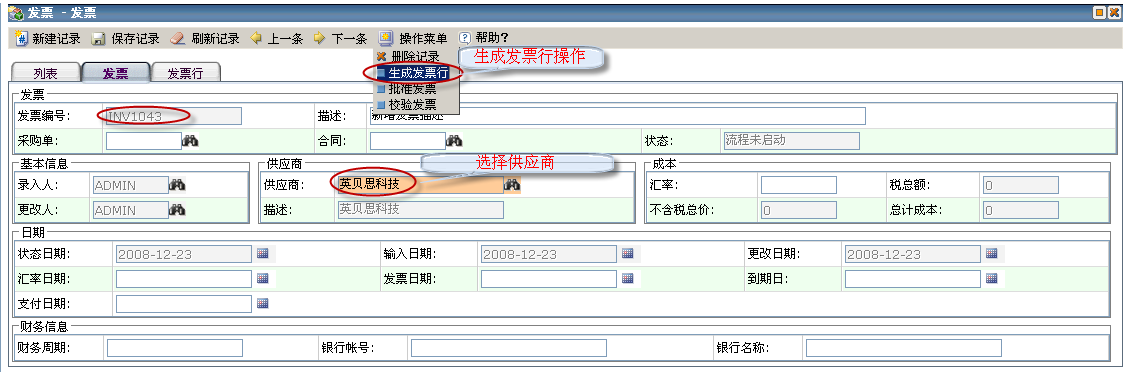 发票 - 发票
新建记录 保存记录 刷新记录 上一条 下一条 操作菜单 帮助?
删除记录
生成发票行操作
生成发票行
批准发票
校验发票
列表 发票 发票行
发票
发票编号: INV1043 描述: 新增发票描述
采购单: 合同: 状态: 流程未启动
选择供应商
基本信息 供应商 成本
录入人: ADMIN 供应商: 英贝思科技 汇率: 税总额: 0
更改人: ADMIN 描述: 英贝思科技 不含税总价: 0 总计成本: 0
日期
状态日期: 2008-12-23 输入日期: 2008-12-23 更改日期: 2008-12-23
汇率日期: 发票日期: 到期日:
支付日期:
财务信息
财务周期: 银行帐号: 银行名称: